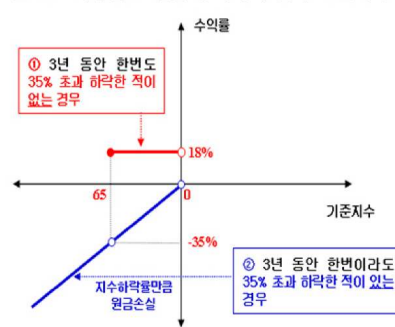 수익률
① 3년 동안 한번도
35% 초과 하락한 적이
없는 경우
18%
65
0
기준지수
-35%
지수하락률만큼
원금손실
② 3년 동안 한번이라도
35% 초과 하락한 적이 있는
경우